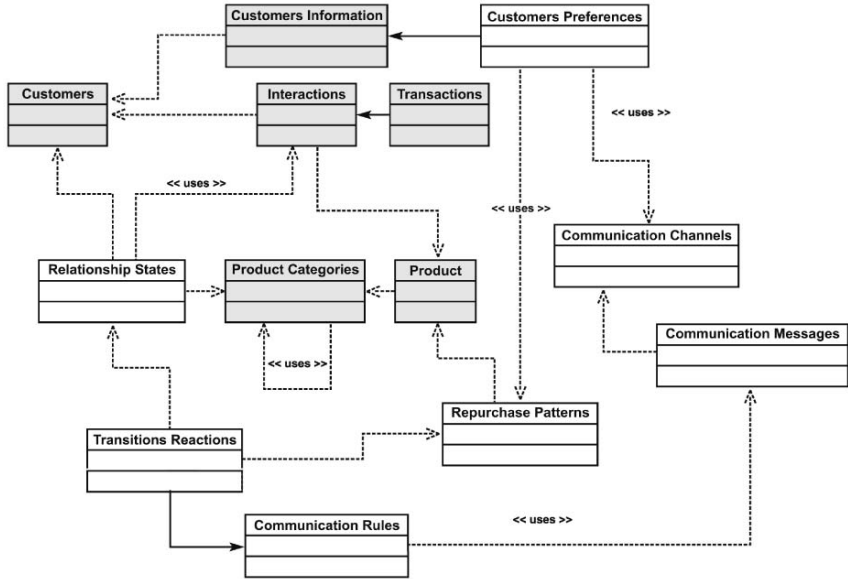 Customers Information
Customers Preferences
Customers
Interactions
Transactions
<< uses >>
<< uses >>
<< uses >>
Communication Channels
Relationship States
Product Categories
Product
Communication Messages
<< uses >>
Repurchase Patterns
Transitions Reactions
Communication Rules
<< uses >>